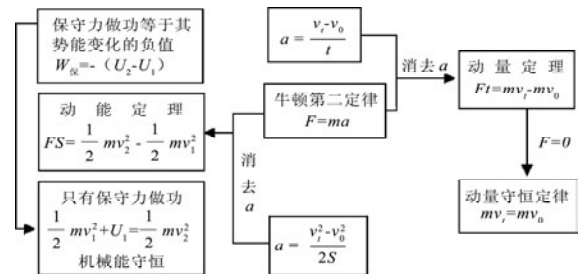 保守力做功等于其
势能变化的负值
W保=-（U₂-U₁）
动 能 定 理
FS= 1/2 mv₂² - 1/2 mv₁²
只有保守力做功
1/2 mv₁²+U₁= 1/2 mv₂²
机械能守恒
a = (vₜ-v₀)/t
牛顿第二定律
F=ma
消 去 a
a = (vₜ²-v₀²)/2S
消去 a
动 量 定 理
Ft=mvₜ-mv₀
F=0
动量守恒定律
mvₜ=mv₀